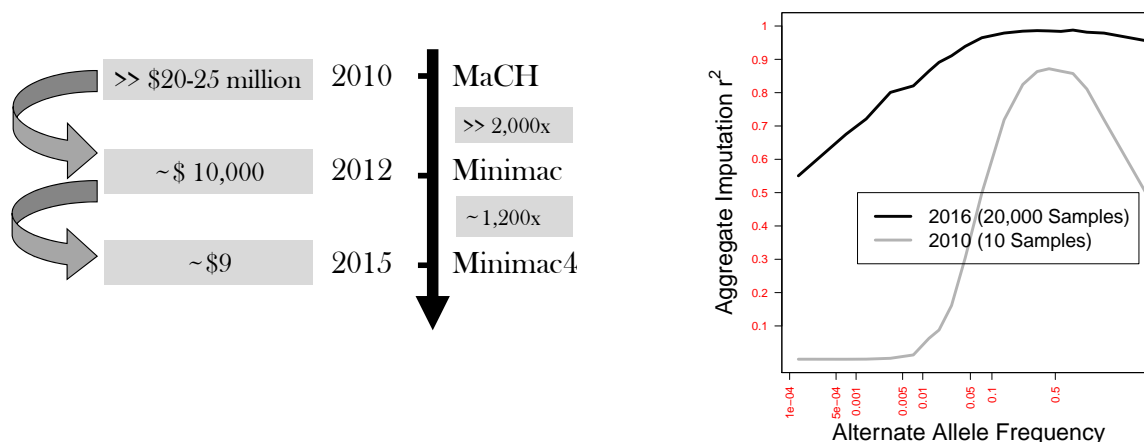 >> $20-25 million 2010 MaCH
>> 2,000x
~$ 10,000 2012 Minimac
~1,200x
~$9 2015 Minimac4
Aggregate Imputation r²
1
0.9
0.8
0.7
0.6
0.5
0.4
0.3
0.2
0.1
2016 (20,000 Samples)
2010 (10 Samples)
1e-04 5e-04 0.001 0.005 0.01 0.05 0.1 0.5
Alternate Allele Frequency